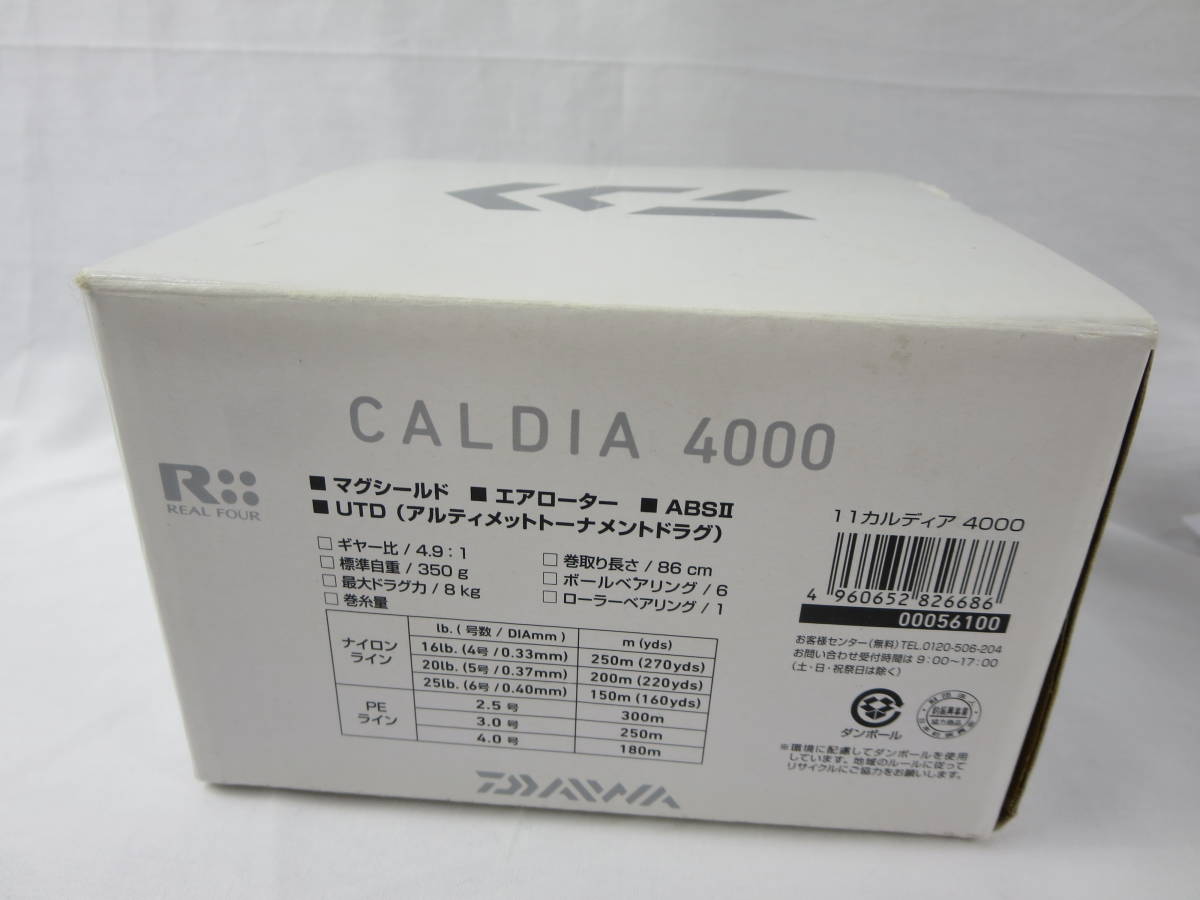 CALDIA 4000
R
REAL FOUR
■ マグシールド ■ エアローター ■ ABSⅡ
■ UTD (アルティメットトーナメントドラグ)
□ ギヤー比 / 4.9:1
□ 標準自重 / 350 g
□ 最大ドラグ力 / 8 kg
□ 巻糸量
□ 巻取り長さ / 86 cm
□ ボールベアリング / 6
□ ローラーベアリング / 1
lb. ( 号数 / DIAmm ) m (yds)
ナイロンライン 16lb. (4号 / 0.33mm) 250m (270yds)
20lb. (5号 / 0.37mm) 200m (220yds)
25lb. (6号 / 0.40mm) 150m (160yds)
PEライン 2.5 号 300m
3.0 号 250m
4.0 号 180m
11カルディア 4000
4 960652 826686
00056100
お客様センター(無料)TEL.0120-506-204
お問い合わせ受付時間は 9:00~17:00
(土・日・祝祭日は除く)
ダンボール
協力商品
※環境に配慮してダンボールを使用
しています。地域のルールに従って
リサイクルにご協力をお願いします。
DAIWA